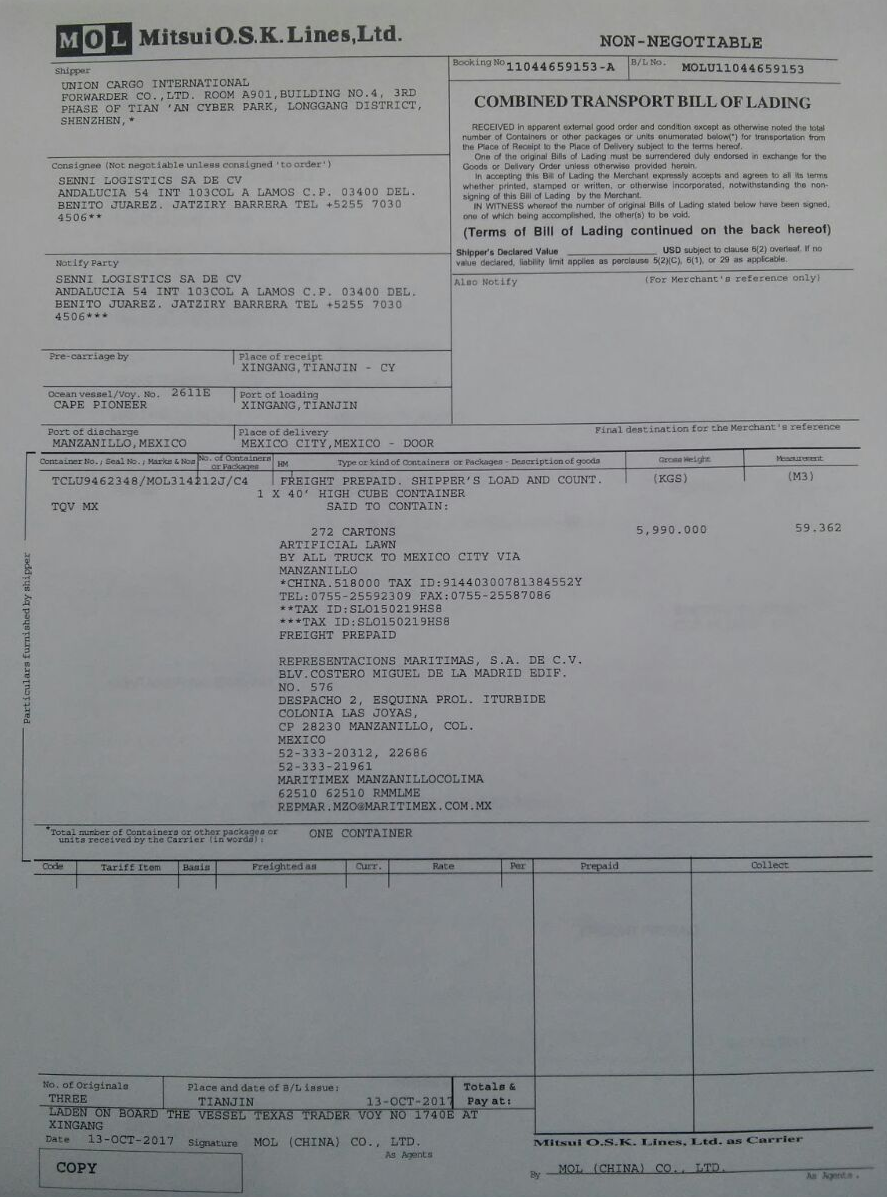 MOL Mitsui O.S.K. Lines, Ltd.
NON-NEGOTIABLE
Shipper
UNION CARGO INTERNATIONAL
FORWARDER CO.,LTD. ROOM A901,BUILDING NO.4, 3RD
PHASE OF TIAN 'AN CYBER PARK, LONGGANG DISTRICT,
SHENZHEN,*
Booking No 11044659153-A
B/L No. MOLU11044659153
COMBINED TRANSPORT BILL OF LADING
RECEIVED in apparent external good order and condition except as otherwise noted the total
number of Containers or other packages or units enumerated below(*) for transportation from
the Place of Receipt to the Place of Delivery subject to the terms hereof.
One of the original Bills of Lading must be surrendered duly endorsed in exchange for the
Goods or Delivery Order unless otherwise provided herein.
In accepting this Bill of Lading the Merchant expressly accepts and agrees to all its terms
whether printed, stamped or written, or otherwise incorporated, notwithstanding the non-
signing of this Bill of Lading by the Merchant.
IN WITNESS whereof the number of original Bills of Lading stated below have been signed,
one of which being accomplished, the other(s) to be void.
(Terms of Bill of Lading continued on the back hereof)
Shipper's Declared Value ____________ USD subject to clause 6(2) overleaf. If no
value declared, liability limit applies as perclause 5(2)(C), 6(1), or 29 as applicable.
Consignee (Not negotiable unless consigned 'to order')
SENNI LOGISTICS SA DE CV
ANDALUCIA 54 INT 103COL A LAMOS C.P. 03400 DEL.
BENITO JUAREZ. JATZIRY BARRERA TEL +5255 7030
4506**
Notify Party
SENNI LOGISTICS SA DE CV
ANDALUCIA 54 INT 103COL A LAMOS C.P. 03400 DEL.
BENITO JUAREZ. JATZIRY BARRERA TEL +5255 7030
4506***
Also Notify (For Merchant's reference only)
Pre-carriage by
Place of receipt
XINGANG,TIANJIN - CY
Ocean vessel/Voy. No. 2611E
CAPE PIONEER
Port of loading
XINGANG,TIANJIN
Port of discharge
MANZANILLO,MEXICO
Place of delivery
MEXICO CITY,MEXICO - DOOR
Final destination for the Merchant's reference
Particulars furnished by shipper
Container No.; Seal No.; Marks & Nos
No. of Containers
or Packages
HM
Type or kind of Containers or Packages - Description of goods
Gross Weight
Measurement
TCLU9462348/MOL314212J/C4 FREIGHT PREPAID. SHIPPER'S LOAD AND COUNT. (KGS) (M3)
1 X 40' HIGH CUBE CONTAINER
TQV MX SAID TO CONTAIN:
272 CARTONS 5,990.000 59.362
ARTIFICIAL LAWN
BY ALL TRUCK TO MEXICO CITY VIA
MANZANILLO
*CHINA.518000 TAX ID:91440300781384552Y
TEL:0755-25592309 FAX:0755-25587086
**TAX ID:SLO150219HS8
***TAX ID:SLO150219HS8
FREIGHT PREPAID
REPRESENTACIONS MARITIMAS, S.A. DE C.V.
BLV.COSTERO MIGUEL DE LA MADRID EDIF.
NO. 576
DESPACHO 2, ESQUINA PROL. ITURBIDE
COLONIA LAS JOYAS,
CP 28230 MANZANILLO, COL.
MEXICO
52-333-20312, 22686
52-333-21961
MARITIMEX MANZANILLOCOLIMA
62510 62510 RMMLME
REPMAR.MZO@MARITIMEX.COM.MX
*Total number of Containers or other packages or
units received by the Carrier (in words):
ONE CONTAINER
Code Tariff Item Basis Freighted as Curr. Rate Per Prepaid Collect
No. of Originals
THREE
Place and date of B/L issue:
TIANJIN 13-OCT-2017
Totals &
Pay at:
LADEN ON BOARD THE VESSEL TEXAS TRADER VOY NO 1740E AT
XINGANG
Date 13-OCT-2017 Signature MOL (CHINA) CO., LTD.
As Agents
Mitsui O.S.K. Lines, Ltd. as Carrier
By MOL (CHINA) CO., LTD.
As Agents.
COPY